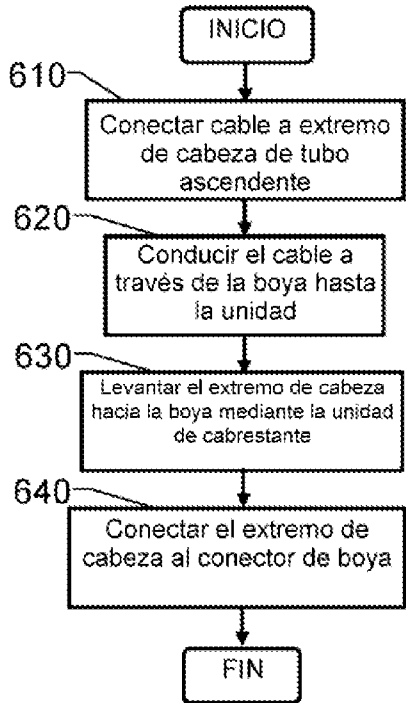 INICIO
610
Conectar cable a extremo
de cabeza de tubo
ascendente
620
Conducir el cable a
través de la boya hasta
la unidad
630
Levantar el extremo de cabeza
hacia la boya mediante la unidad
de cabrestante
640
Conectar el extremo de
cabeza al conector de boya
FIN